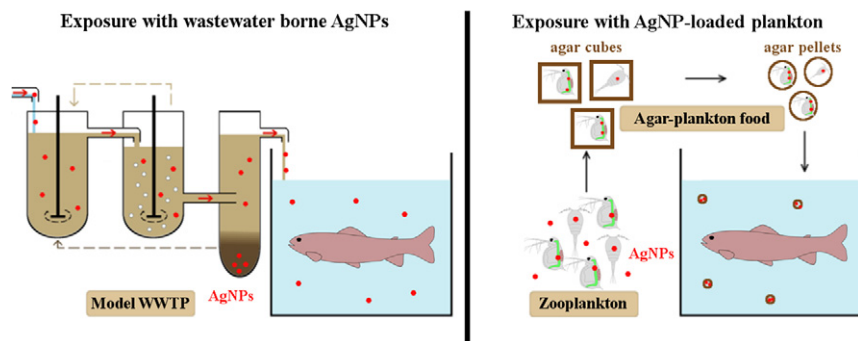 Exposure with wastewater borne AgNPs
Model WWTP
AgNPs
Exposure with AgNP-loaded plankton
agar cubes
agar pellets
Agar-plankton food
AgNPs
Zooplankton